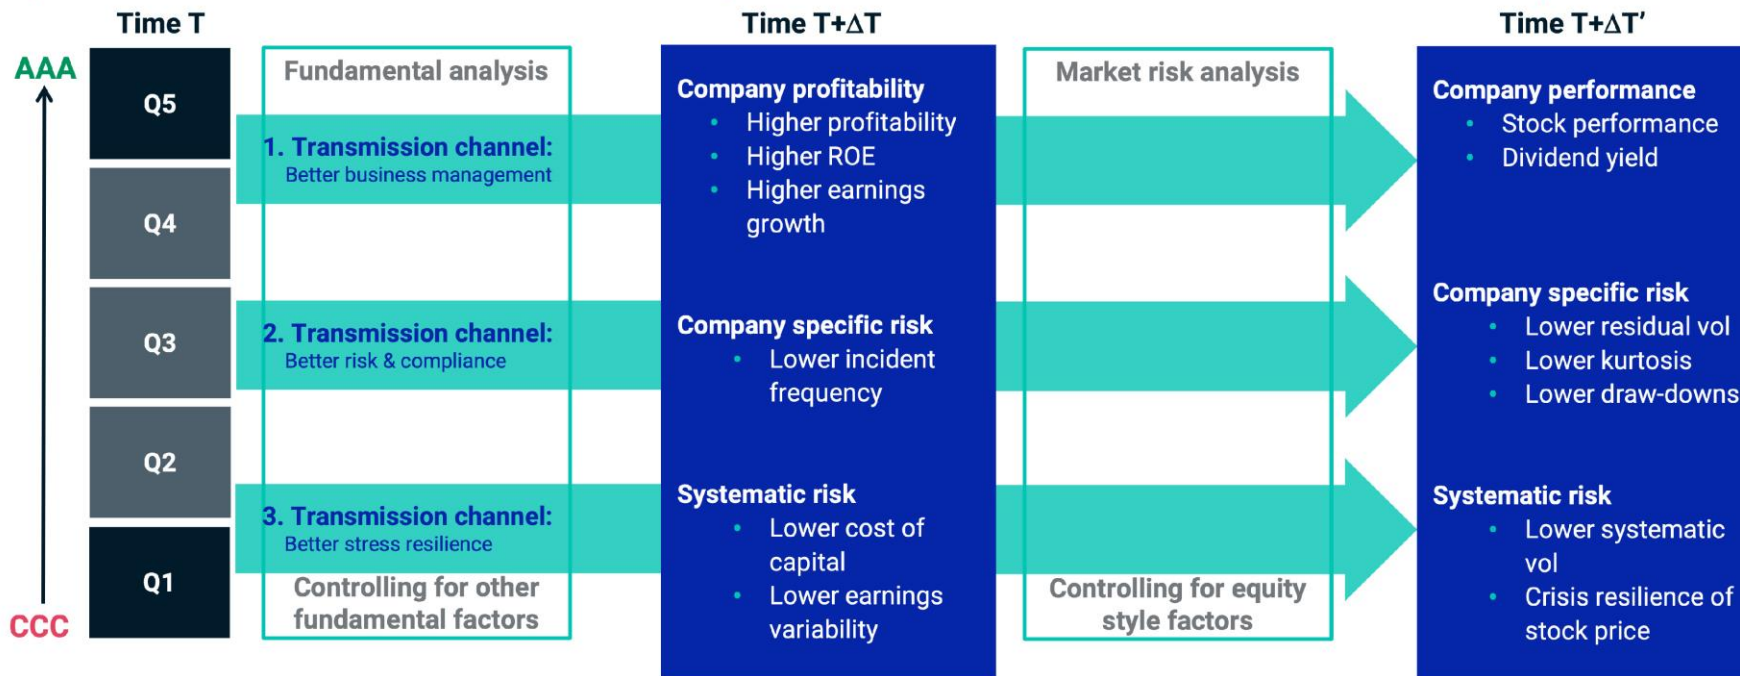 Time T
AAA
Q5
Q4
Q3
Q2
Q1
CCC
Fundamental analysis
1. Transmission channel:
Better business management
2. Transmission channel:
Better risk & compliance
3. Transmission channel:
Better stress resilience
Controlling for other
fundamental factors
Time T+ΔT
Company profitability
• Higher profitability
• Higher ROE
• Higher earnings
growth
Company specific risk
• Lower incident
frequency
Systematic risk
• Lower cost of
capital
• Lower earnings
variability
Market risk analysis
Controlling for equity
style factors
Time T+ΔT’
Company performance
• Stock performance
• Dividend yield
Company specific risk
• Lower residual vol
• Lower kurtosis
• Lower draw-downs
Systematic risk
• Lower systematic
vol
• Crisis resilience of
stock price